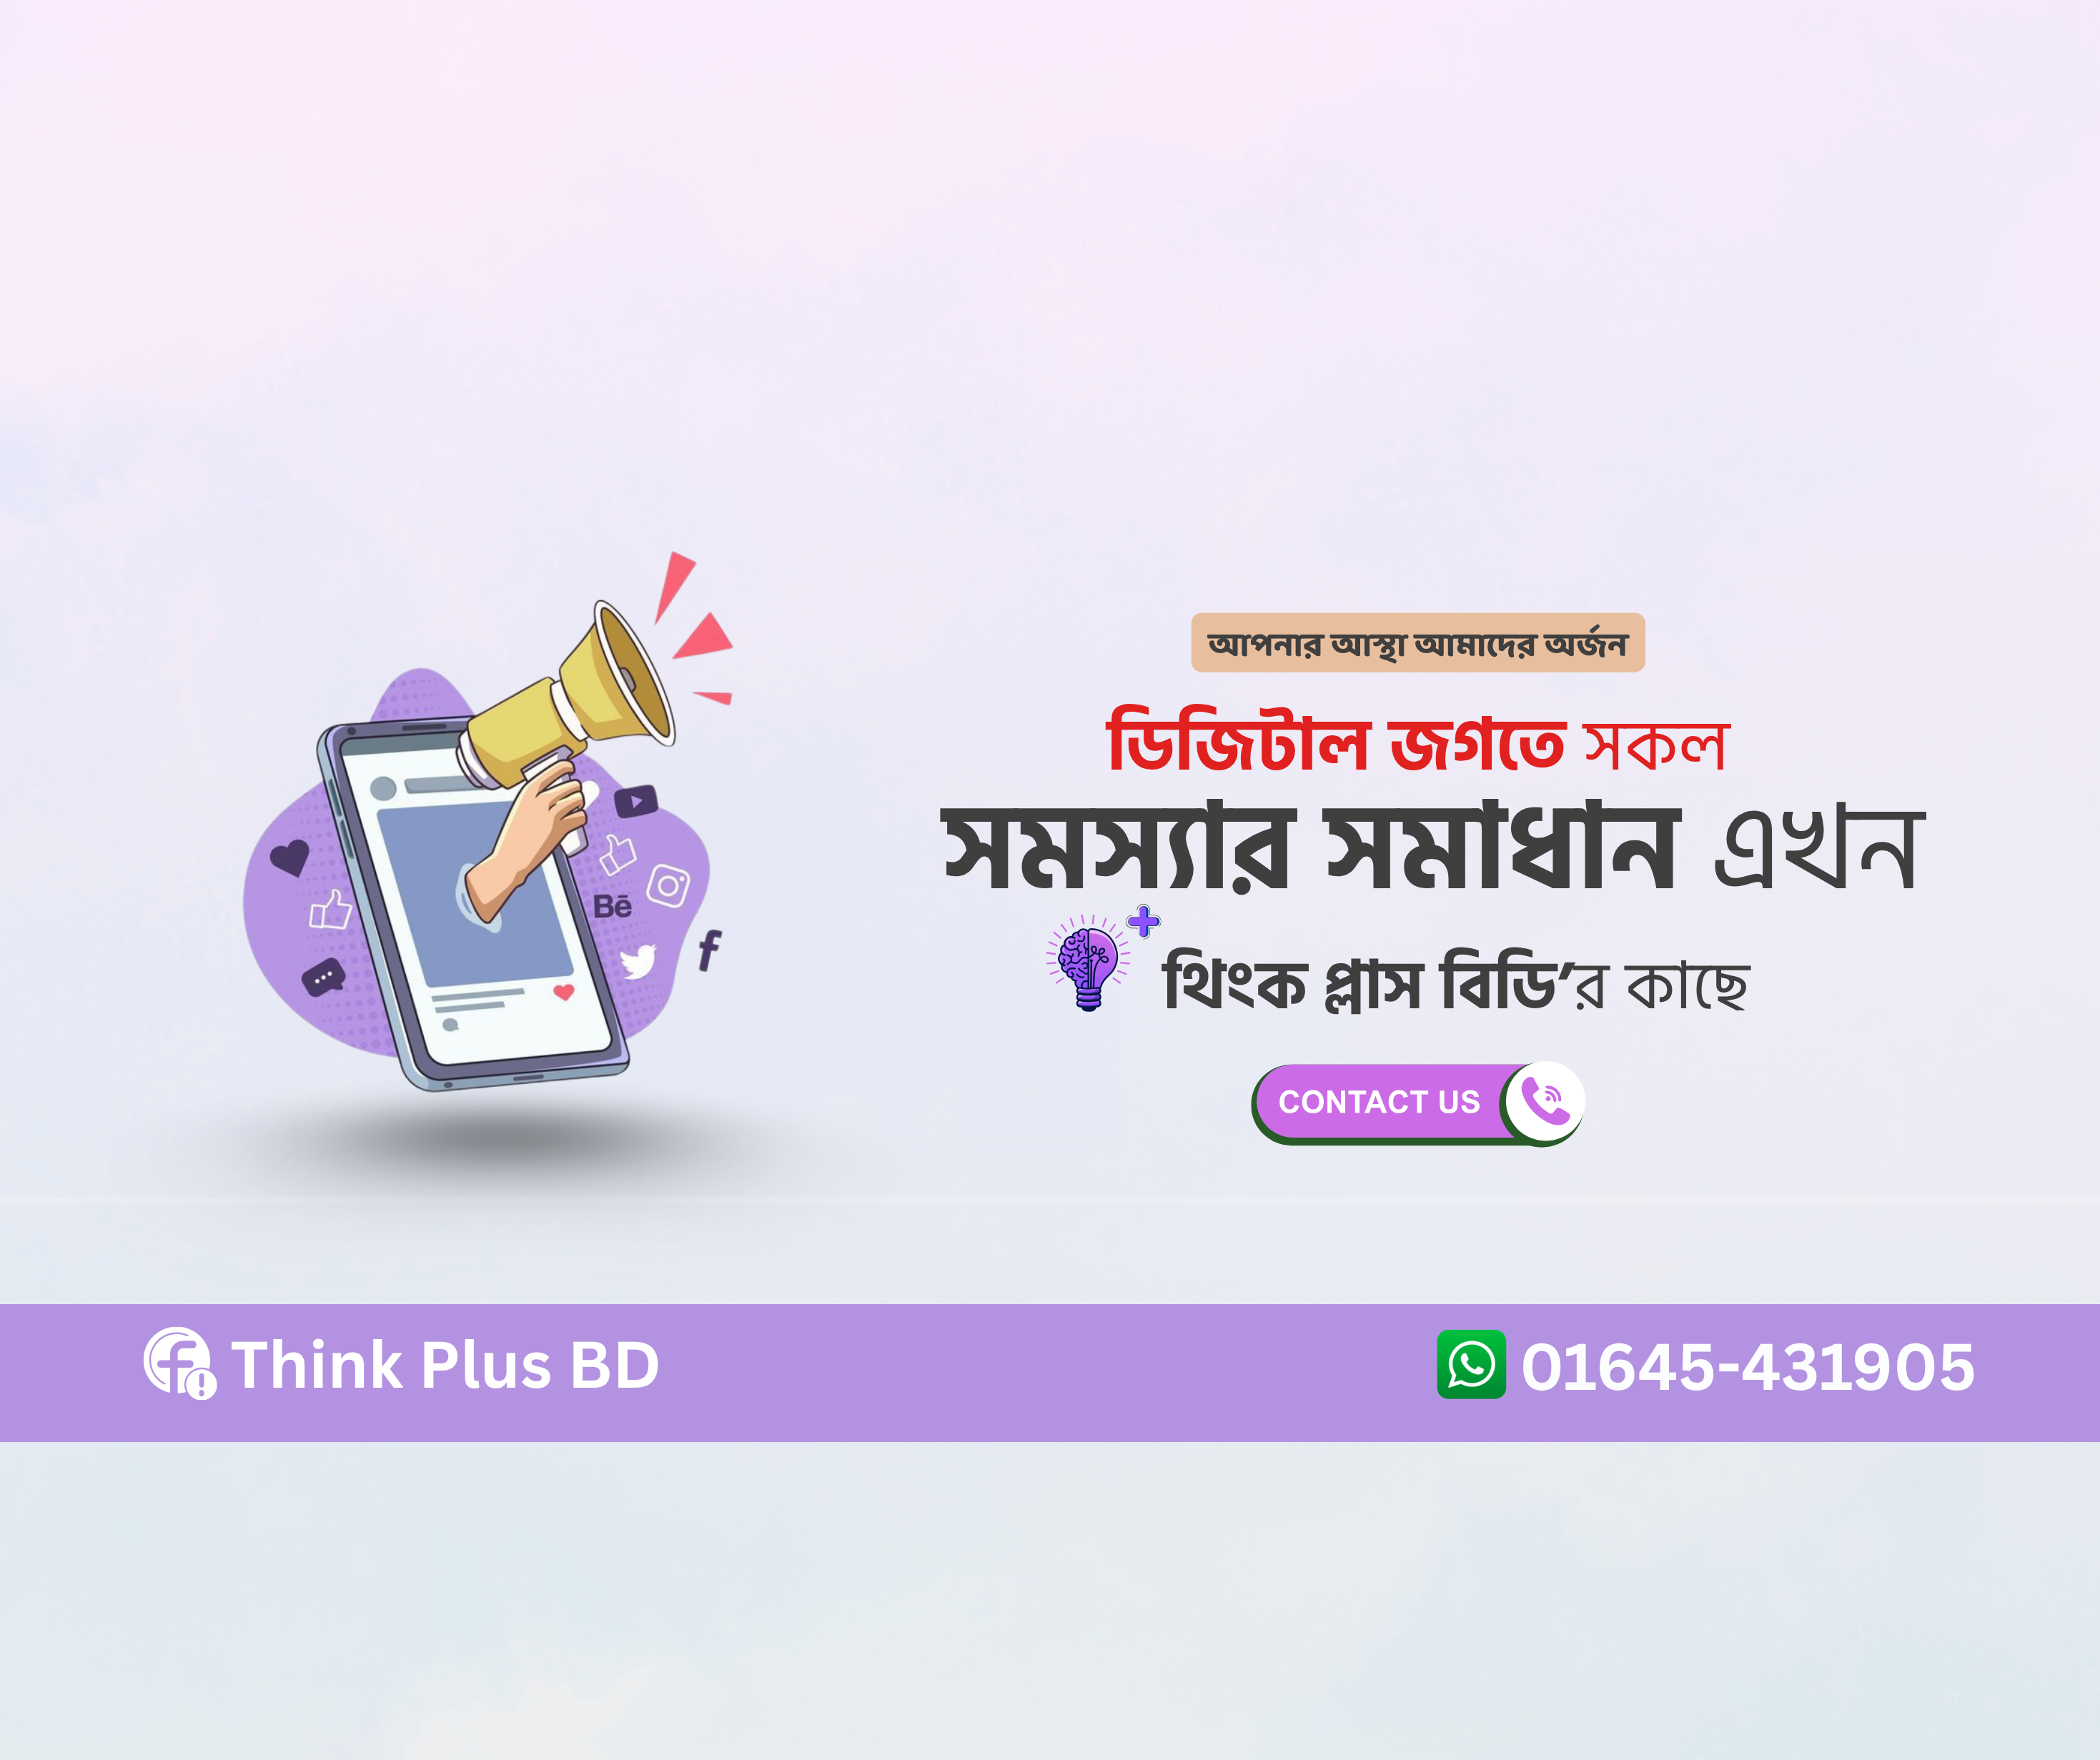 আপনার আস্থা আমাদের অর্জন
ডিজিটাল জগতে সকল
সমস্যার সমাধান এখন
থিংক প্লাস বিডি’র কাছে
CONTACT US
Bē
Think Plus BD
01645-431905